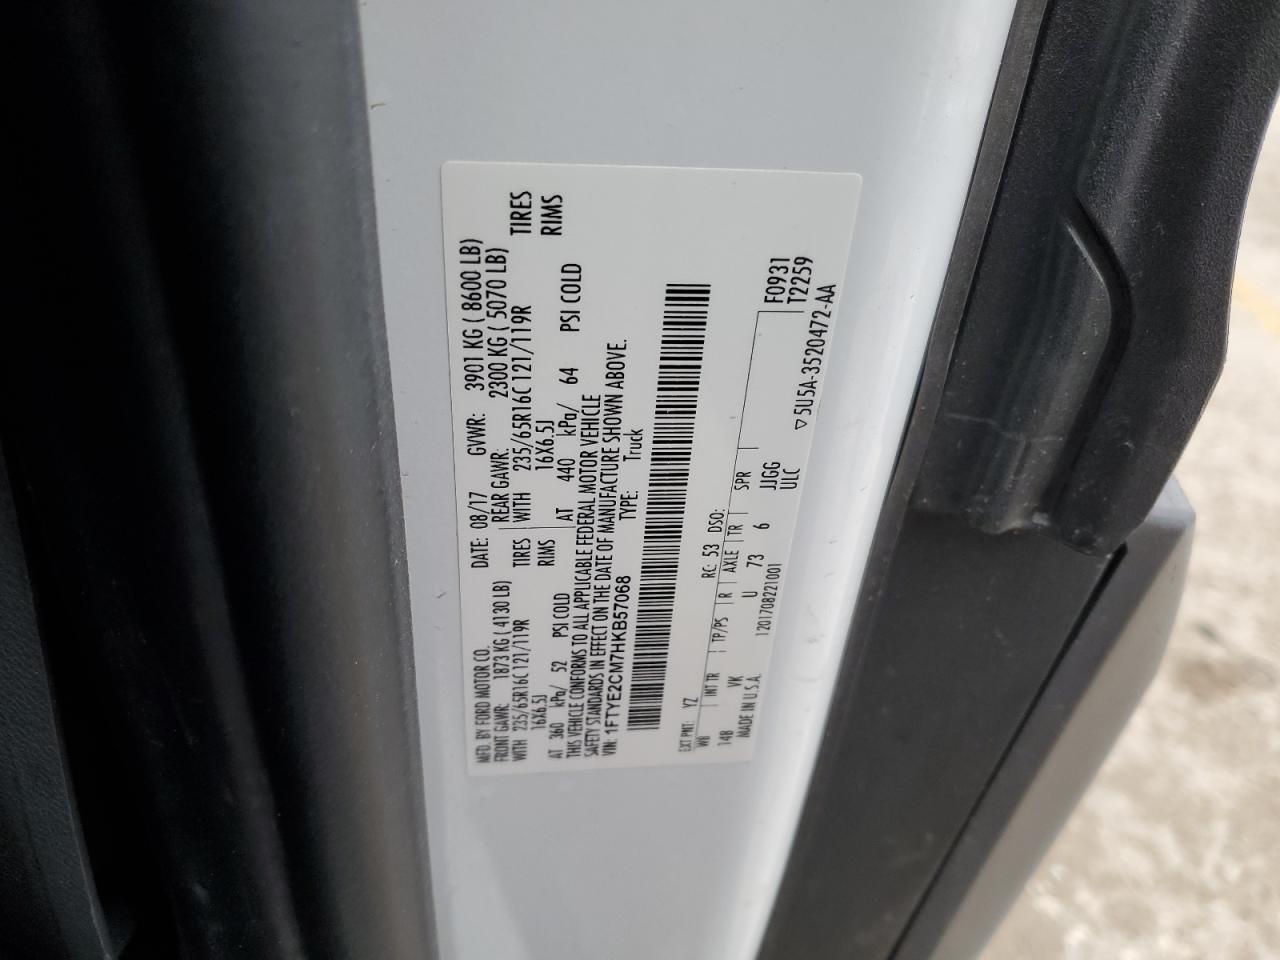 MFD. BY FORD MOTOR CO. DATE: 08/17 GVWR: 3901 KG ( 8600 LB)
FRONT GAWR: 1873 KG ( 4130 LB) REAR GAWR: 2300 KG ( 5070 LB)
WITH 235/65R16C 121/119R TIRES WITH 235/65R16C 121/119R TIRES
16X6.5J RIMS 16X6.5J RIMS
AT 360 kPa/ 52 PSI COLD AT 440 kPa/ 64 PSI COLD
THIS VEHICLE CONFORMS TO ALL APPLICABLE FEDERAL MOTOR VEHICLE
SAFETY STANDARDS IN EFFECT ON THE DATE OF MANUFACTURE SHOWN ABOVE.
VIN: 1FTYE2CM7HKB57068 TYPE: Truck
EXT PNT: YZ RC: 53 DSO:
WB INT TR TP/PS R AXLE TR SPR F0931
148 VK U 73 6 JJGG T2259
MADE IN U.S.A. 1201708221001 ULC
▽5U5A-3520472-AA